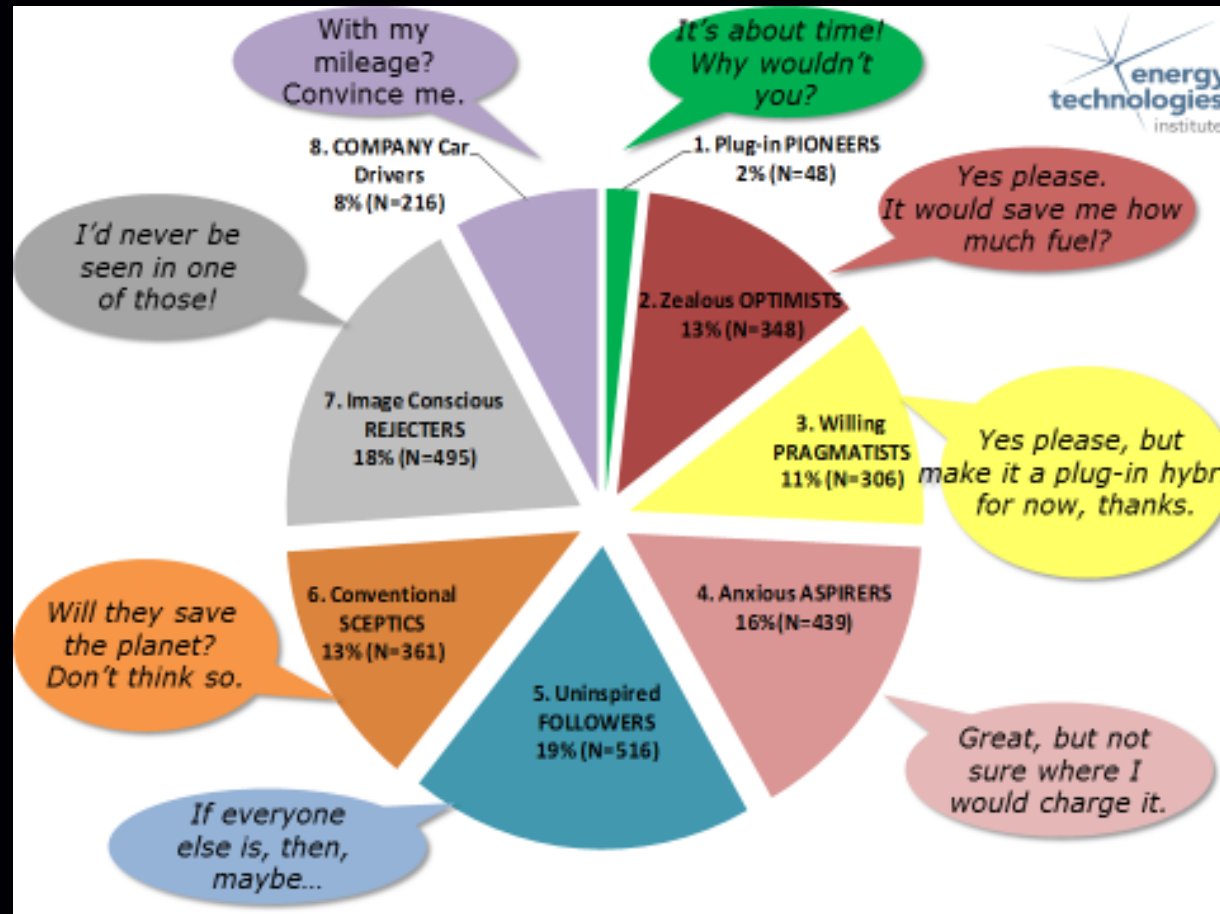 With my
mileage?
Convince me.
It's about time!
Why wouldn't
you?
energy
technologies
institute
8. COMPANY Car
Drivers
8% (N=216)
1. Plug-in PIONEERS
2% (N=48)
Yes please.
It would save me how
much fuel?
I'd never be
seen in one
of those!
2. Zealous OPTIMISTS
13% (N=348)
7. Image Conscious
REJECTERS
18% (N=495)
3. Willing
PRAGMATISTS
11% (N=306)
Yes please, but
make it a plug-in hybr
for now, thanks.
6. Conventional
SCEPTICS
13% (N=361)
4. Anxious ASPIRERS
16%(N=439)
Will they save
the planet?
Don't think so.
5. Uninspired
FOLLOWERS
19% (N=516)
Great, but not
sure where I
would charge it.
If everyone
else is, then,
maybe...